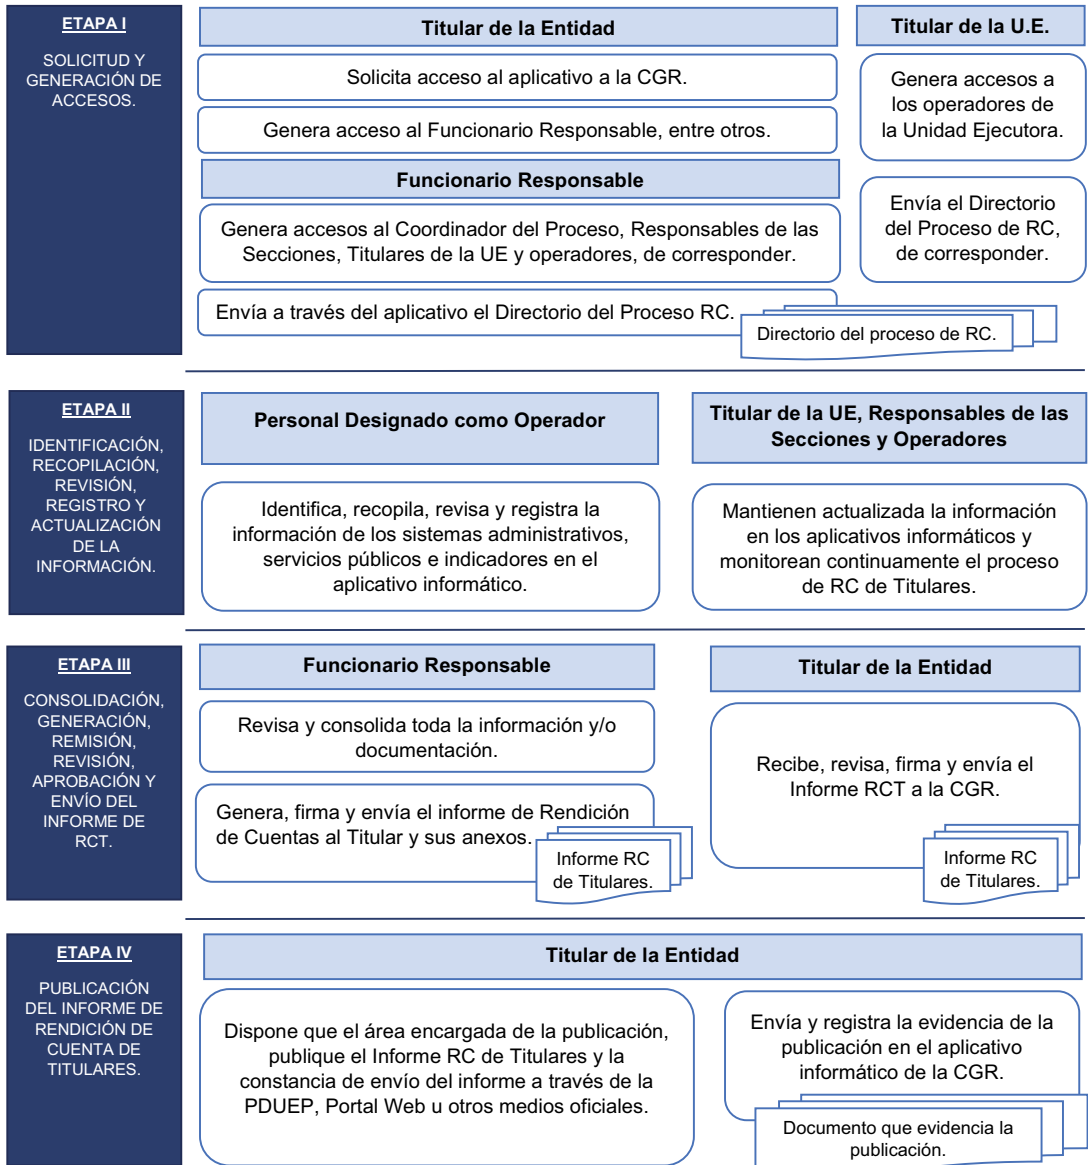 ETAPA I
SOLICITUD Y
GENERACIÓN DE
ACCESOS.
Titular de la Entidad
Solicita acceso al aplicativo a la CGR.
Genera acceso al Funcionario Responsable, entre otros.
Funcionario Responsable
Genera accesos al Coordinador del Proceso, Responsables de las
Secciones, Titulares de la UE y operadores, de corresponder.
Envía a través del aplicativo el Directorio del Proceso RC.
Directorio del proceso de RC.
Titular de la U.E.
Genera accesos a
los operadores de
la Unidad Ejecutora.
Envía el Directorio
del Proceso de RC,
de corresponder.
ETAPA II
IDENTIFICACIÓN,
RECOPILACIÓN,
REVISIÓN,
REGISTRO Y
ACTUALIZACIÓN
DE LA
INFORMACIÓN.
Personal Designado como Operador
Identifica, recopila, revisa y registra la
información de los sistemas administrativos,
servicios públicos e indicadores en el
aplicativo informático.
Titular de la UE, Responsables de las
Secciones y Operadores
Mantienen actualizada la información
en los aplicativos informáticos y
monitorean continuamente el proceso
de RC de Titulares.
ETAPA III
CONSOLIDACIÓN,
GENERACIÓN,
REMISIÓN,
REVISIÓN,
APROBACIÓN Y
ENVÍO DEL
INFORME DE
RCT.
Funcionario Responsable
Revisa y consolida toda la información y/o
documentación.
Genera, firma y envía el informe de Rendición
de Cuentas al Titular y sus anexos.
Informe RC
de Titulares.
Titular de la Entidad
Recibe, revisa, firma y envía el
Informe RCT a la CGR.
Informe RC
de Titulares.
ETAPA IV
PUBLICACIÓN
DEL INFORME DE
RENDICIÓN DE
CUENTA DE
TITULARES.
Titular de la Entidad
Dispone que el área encargada de la publicación,
publique el Informe RC de Titulares y la
constancia de envío del informe a través de la
PDUEP, Portal Web u otros medios oficiales.
Envía y registra la evidencia de la
publicación en el aplicativo
informático de la CGR.
Documento que evidencia la
publicación.